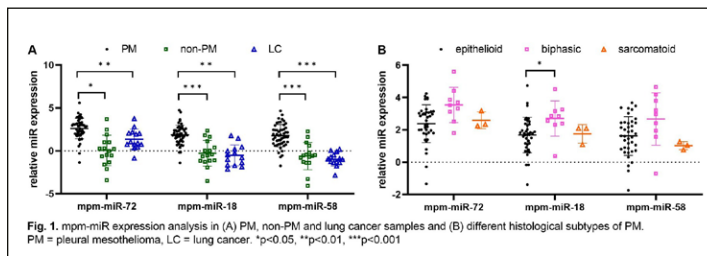 A
PM
non-PM
LC
B
epithelioid
biphasic
sarcomatoid
relative miR expression
10
5
0
-5
**
*
**
***
***
***
mpm-miR-72
mpm-miR-18
mpm-miR-58
relative miR expression
8
6
4
2
0
-2
*
mpm-miR-72
mpm-miR-18
mpm-miR-58
Fig. 1. mpm-miR expression analysis in (A) PM, non-PM and lung cancer samples and (B) different histological subtypes of PM.
PM = pleural mesothelioma, LC = lung cancer. *p<0.05, **p<0.01, ***p<0.001